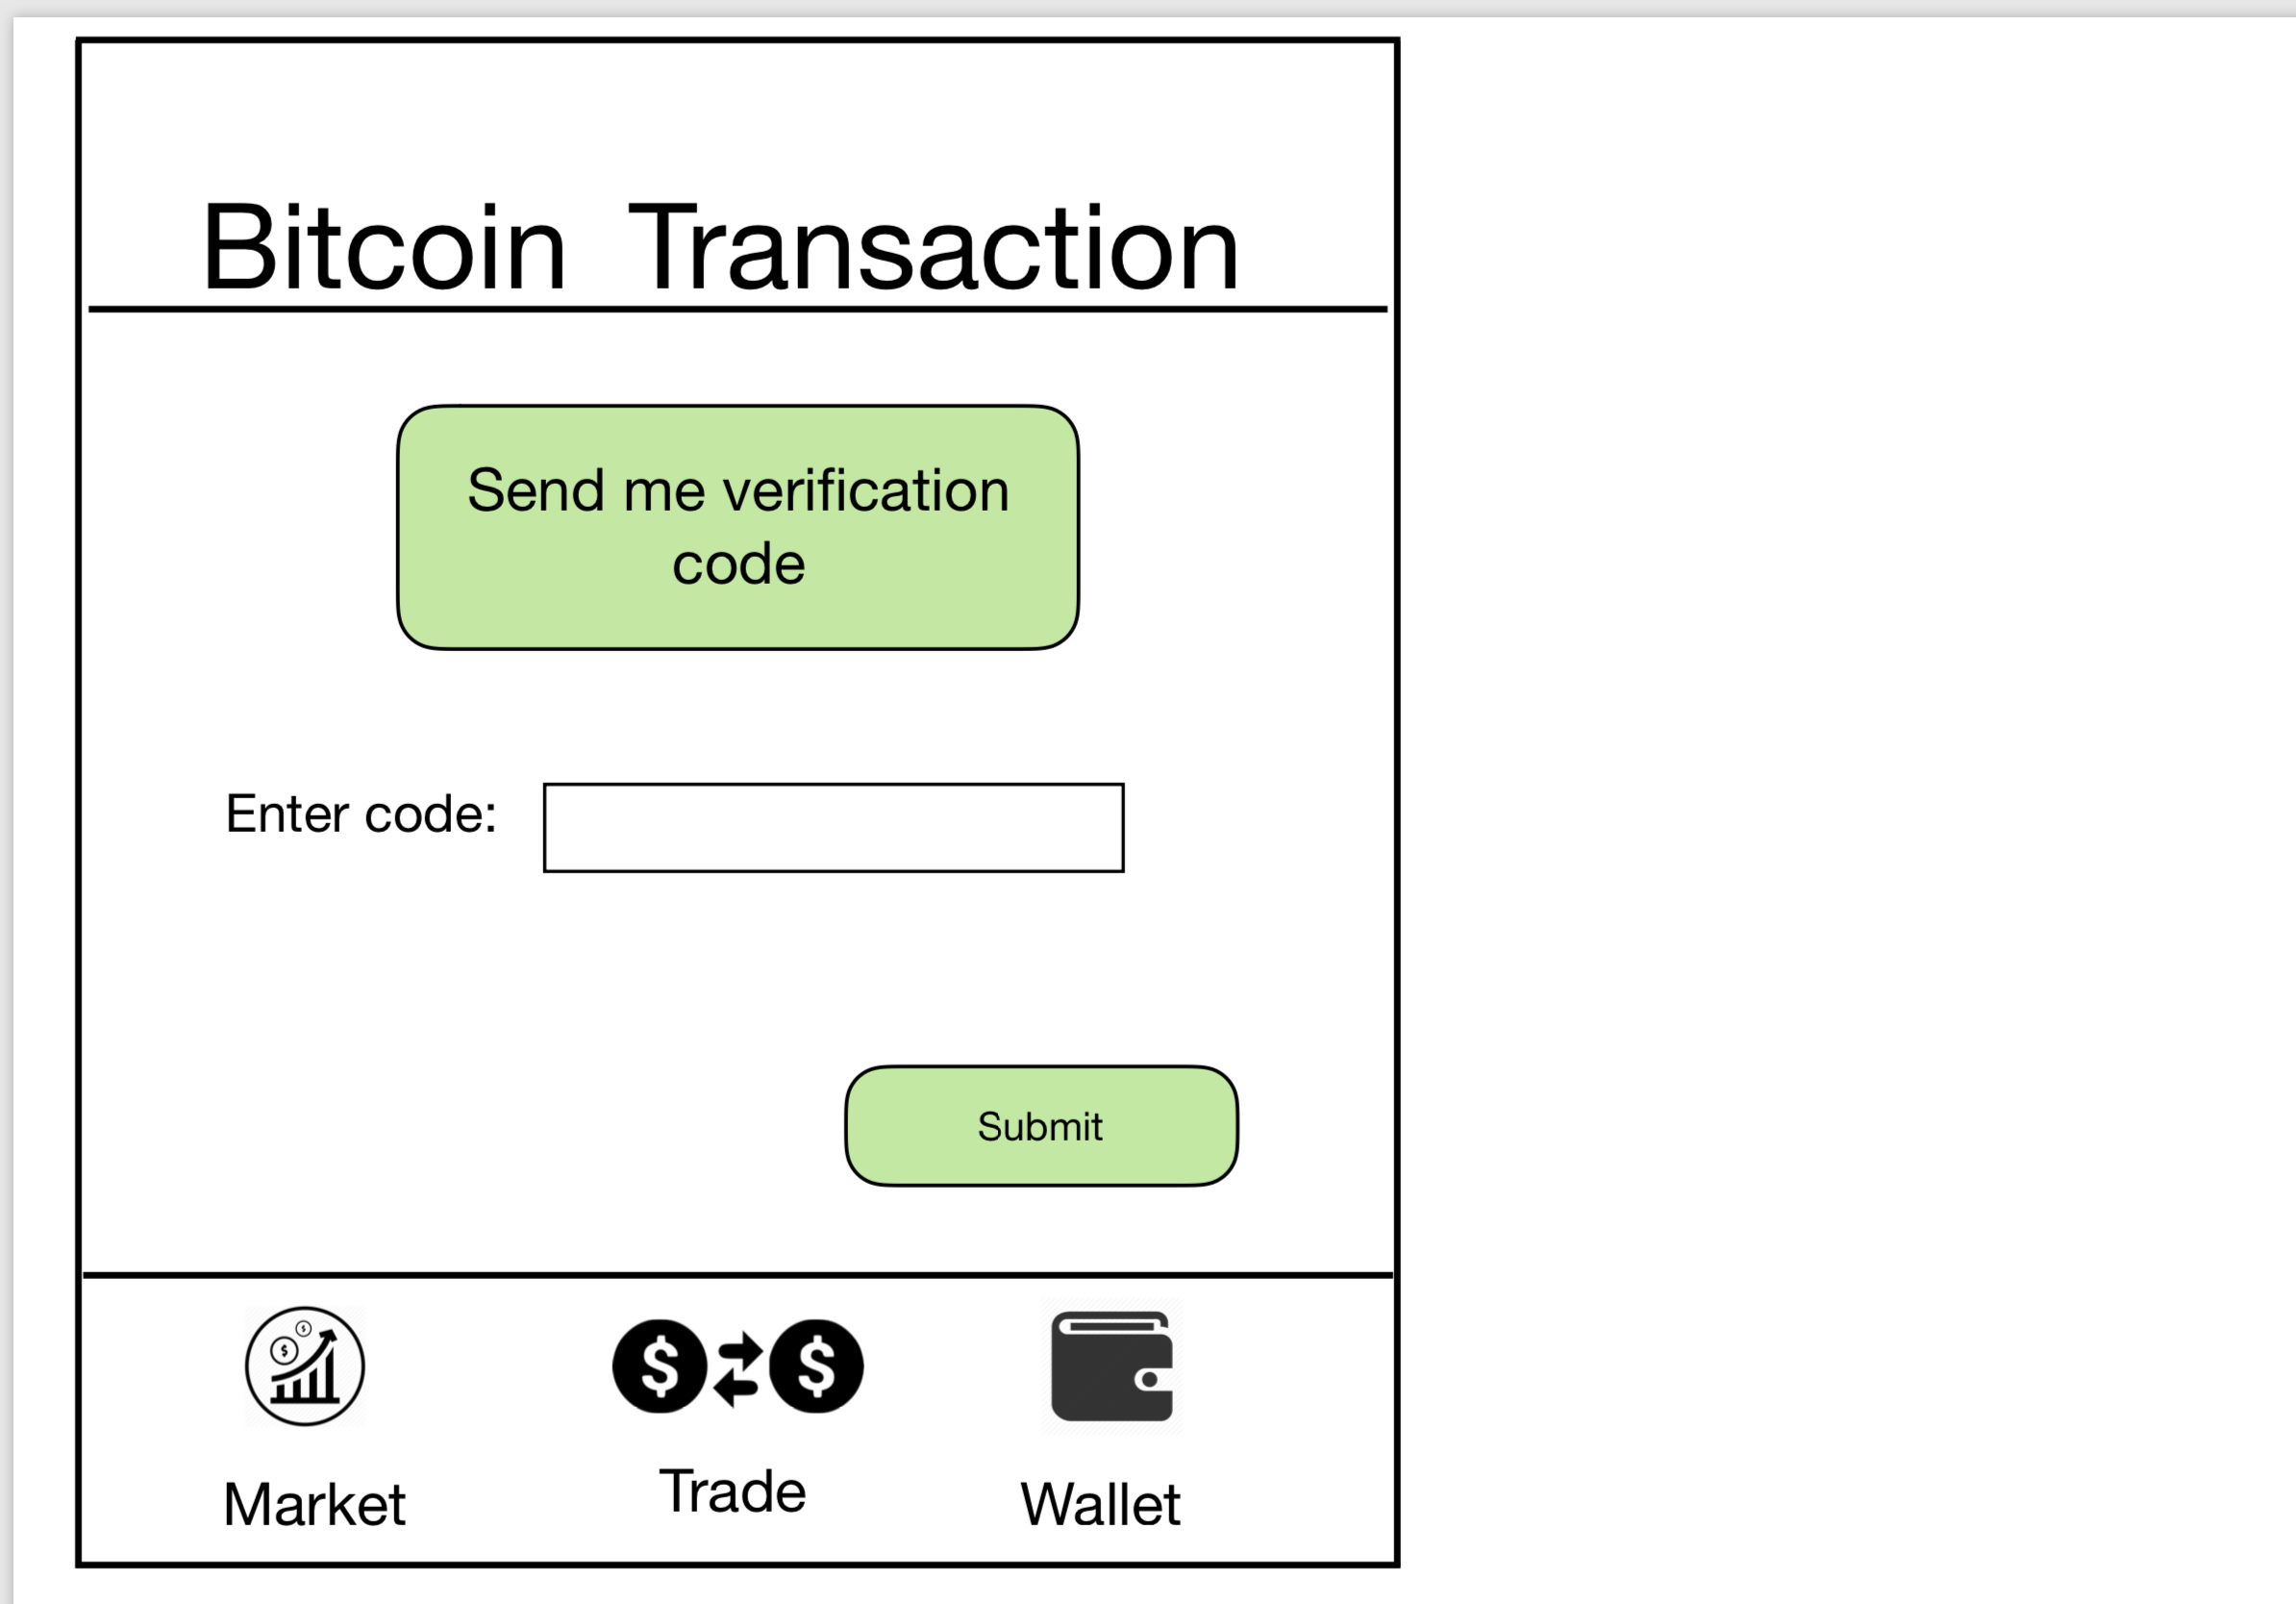 Bitcoin Transaction
Send me verification
code
Enter code:
Submit
$ $
$ $
Market Trade Wallet